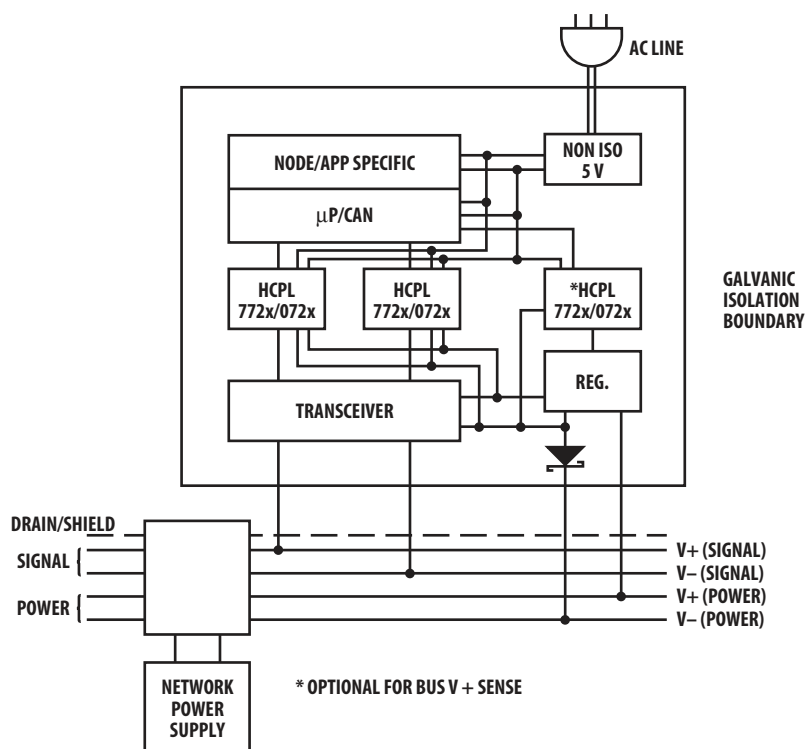 AC LINE
NON ISO
5 V
NODE/APP SPECIFIC
μP/CAN
HCPL
772x/072x
HCPL
772x/072x
*HCPL
772x/072x
GALVANIC
ISOLATION
BOUNDARY
REG.
TRANSCEIVER
DRAIN/SHIELD
SIGNAL
POWER
V+ (SIGNAL)
V– (SIGNAL)
V+ (POWER)
V– (POWER)
NETWORK
POWER
SUPPLY
* OPTIONAL FOR BUS V + SENSE